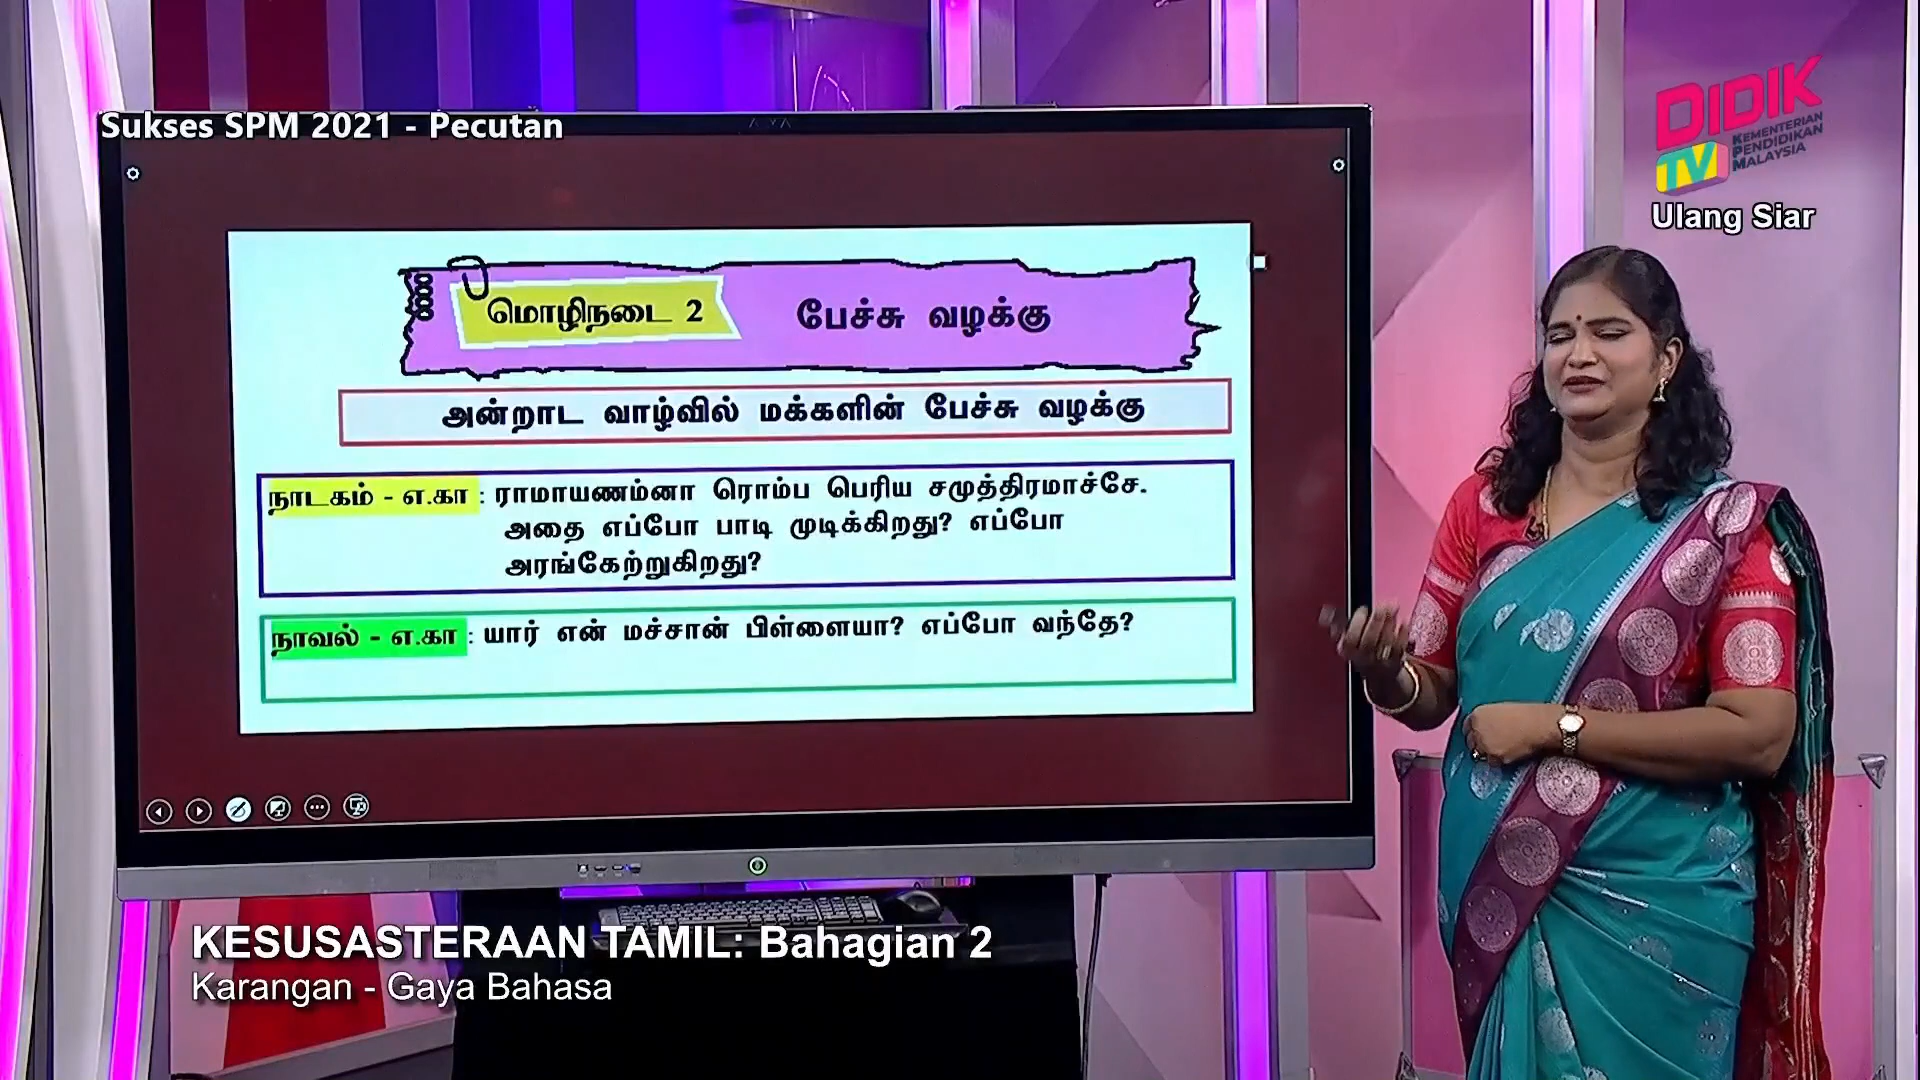 Sukses SPM 2021 - Pecutan
DIDIK
TV
KEMENTERIAN
PENDIDIKAN
MALAYSIA
Ulang Siar
மொழிநடை 2 பேச்சு வழக்கு
அன்றாட வாழ்வில் மக்களின் பேச்சு வழக்கு
நாடகம் - எ.கா : ராமாயணம்னா ரொம்ப பெரிய சமுத்திரமாச்சே.
அதை எப்போ பாடி முடிக்கிறது? எப்போ
அரங்கேற்றுகிறது?
நாவல் - எ.கா : யார் என் மச்சான் பிள்ளையா? எப்போ வந்தே?
KESUSASTERAAN TAMIL: Bahagian 2
Karangan - Gaya Bahasa